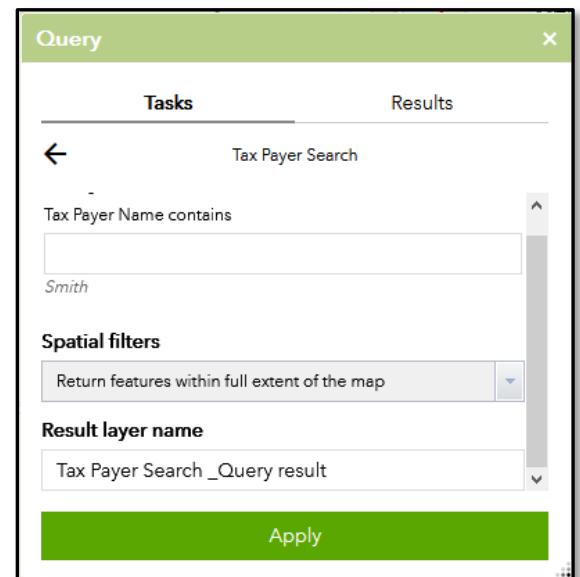 Query
Tasks
Results
Tax Payer Search
Tax Payer Name contains
Smith
Spatial filters
Return features within full extent of the map
Result layer name
Tax Payer Search _Query result
Apply